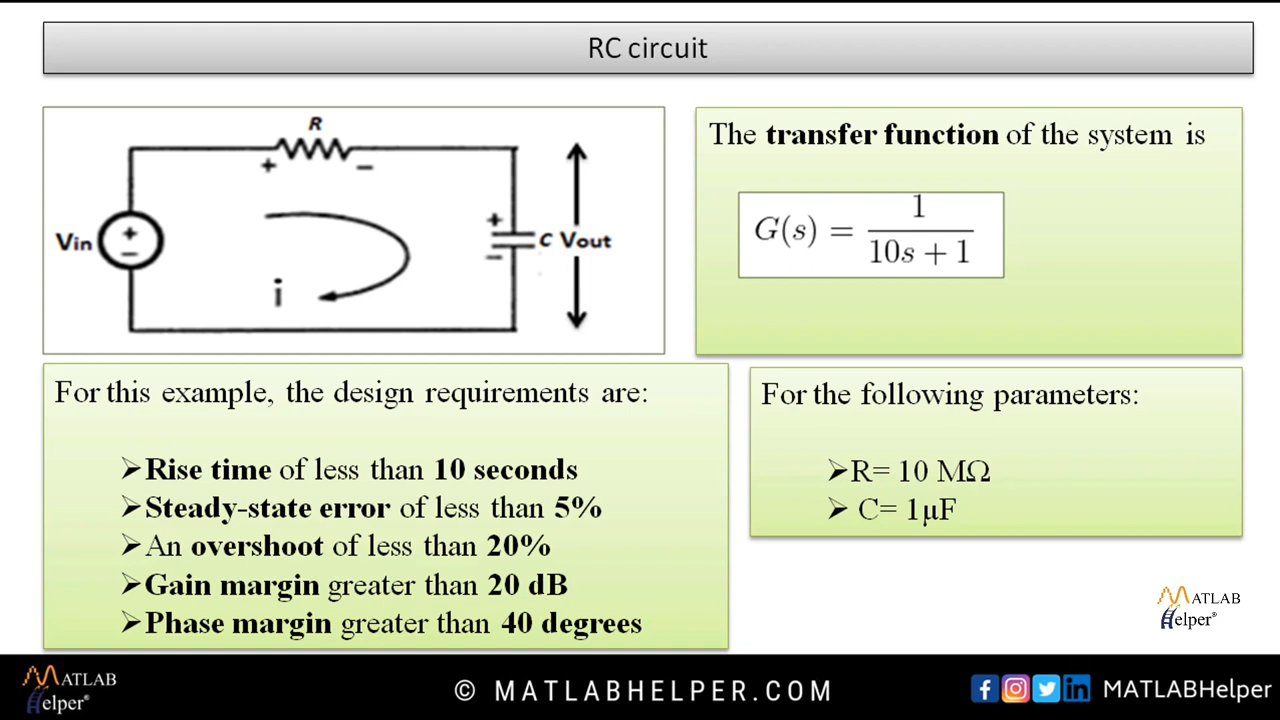 RC circuit
R
+ −
Vin
+
−
i
+
−
C Vout
The transfer function of the system is
G(s) = 1 / 10s + 1
For this example, the design requirements are:
➢Rise time of less than 10 seconds
➢Steady-state error of less than 5%
➢An overshoot of less than 20%
➢Gain margin greater than 20 dB
➢Phase margin greater than 40 degrees
For the following parameters:
➢R= 10 MΩ
➢ C= 1μF
MATLAB
Helper®
MATLAB
Helper®
© MATLABHELPER.COM
MATLABHelper